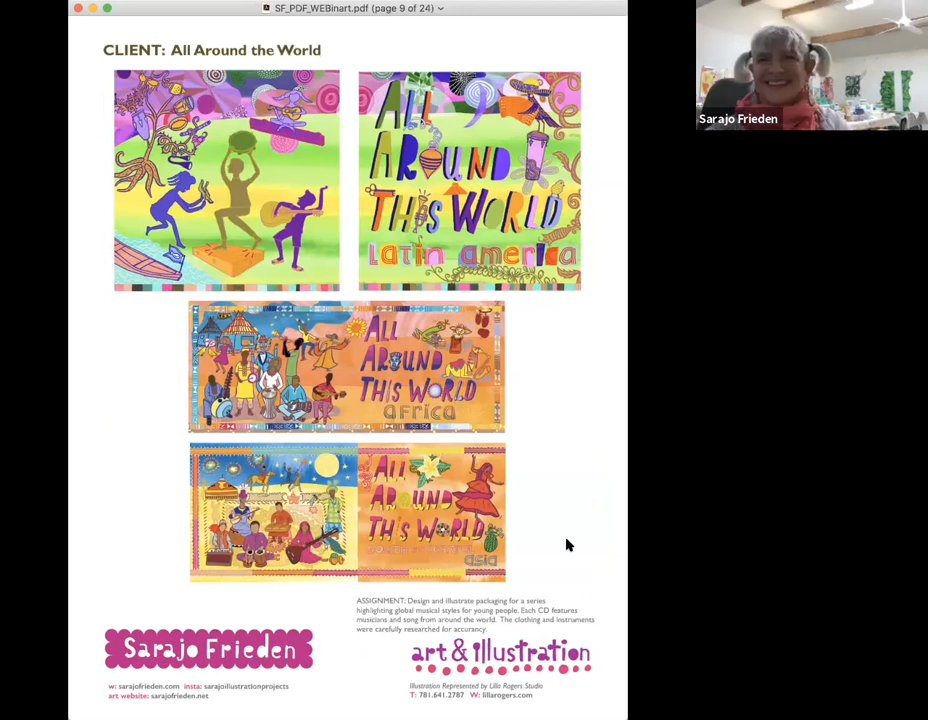 SF_PDF_WEBinart.pdf (page 9 of 24)
Sarajo Frieden
CLIENT: All Around the World
ALL
AROUND
THIS WORLD
latin america
ALL
AROUND
THIS WORLD
africa
ALL
AROUND
THIS WORLD
asia
ASSIGNMENT: Design and illustrate packaging for a series
highlighting global musical styles for young people. Each CD features
musicians and song from around the world. The clothing and instruments
were carefully researched for accurancy.
Sarajo Frieden
art & illustration
w: sarajofrieden.com insta: sarajoillustrationprojects
art website: sarajofrieden.net
Illustration Represented by Lilla Rogers Studio
T: 781.641.2787 W: lillarogers.com